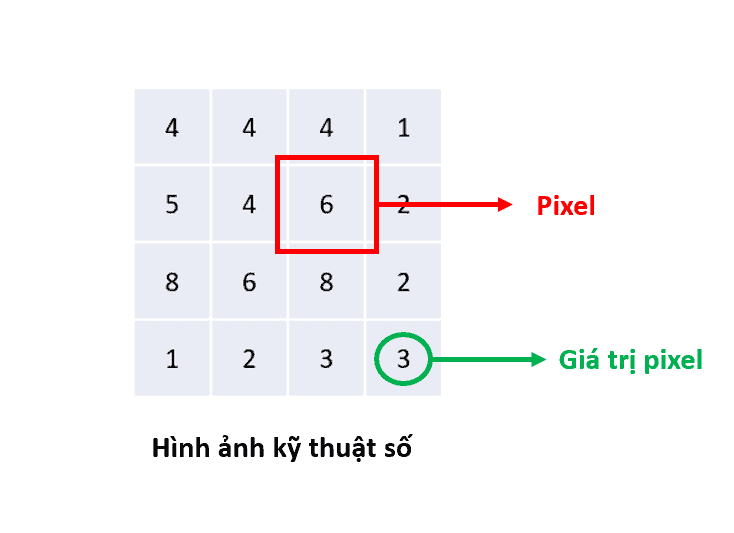 4 4 4 1
5 4 6 2 Pixel
8 6 8 2
1 2 3 3 Giá trị pixel
Hình ảnh kỹ thuật số